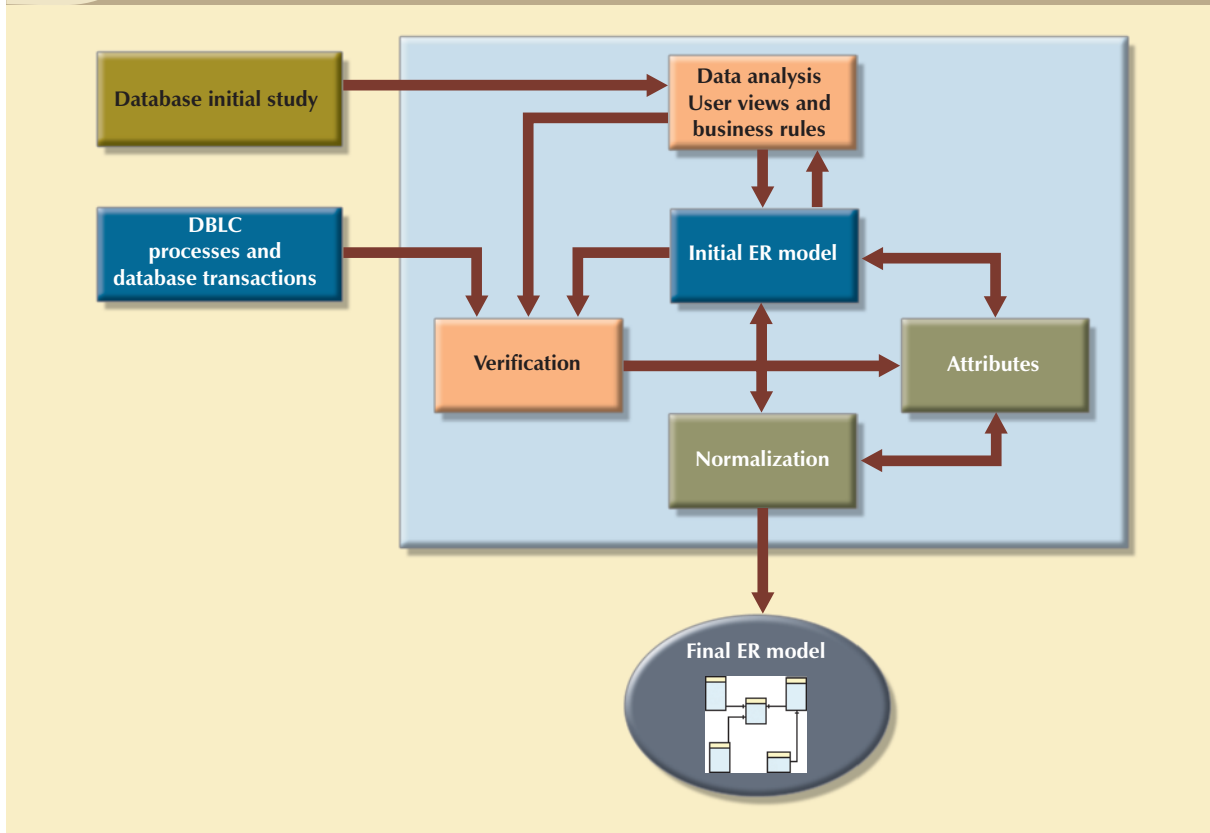 Database initial study
Data analysis
User views and
business rules
DBLC
processes and
database transactions
Initial ER model
Verification
Attributes
Normalization
Final ER model